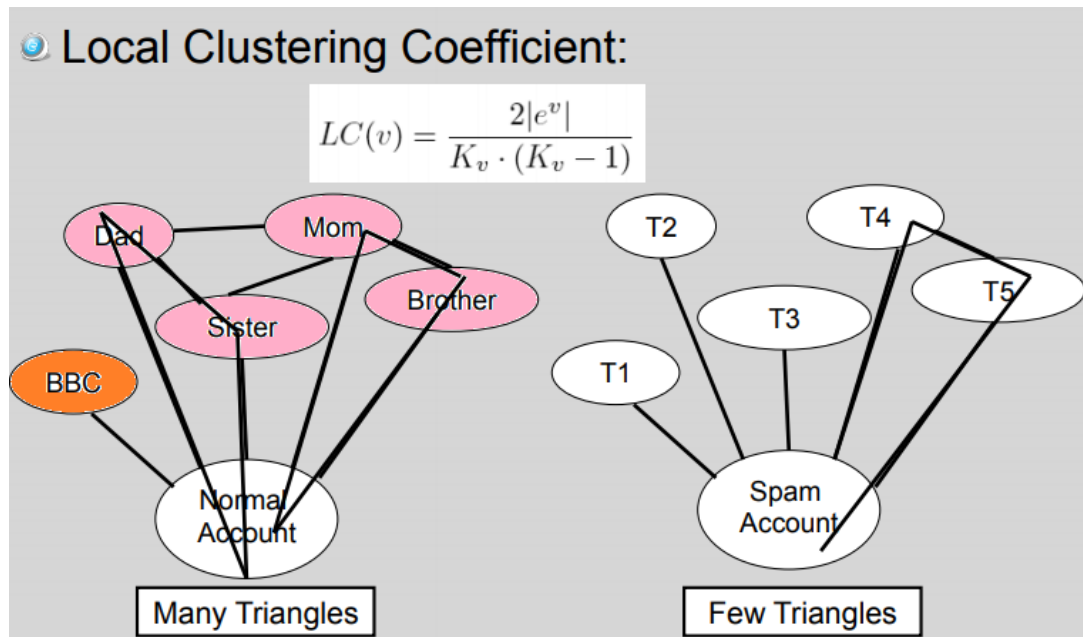 Local Clustering Coefficient:
LC(v) = 2|e^v| / (K_v · (K_v − 1))
Dad
Mom
Brother
Sister
BBC
Normal
Account
Many Triangles
T2
T4
T5
T3
T1
Spam
Account
Few Triangles